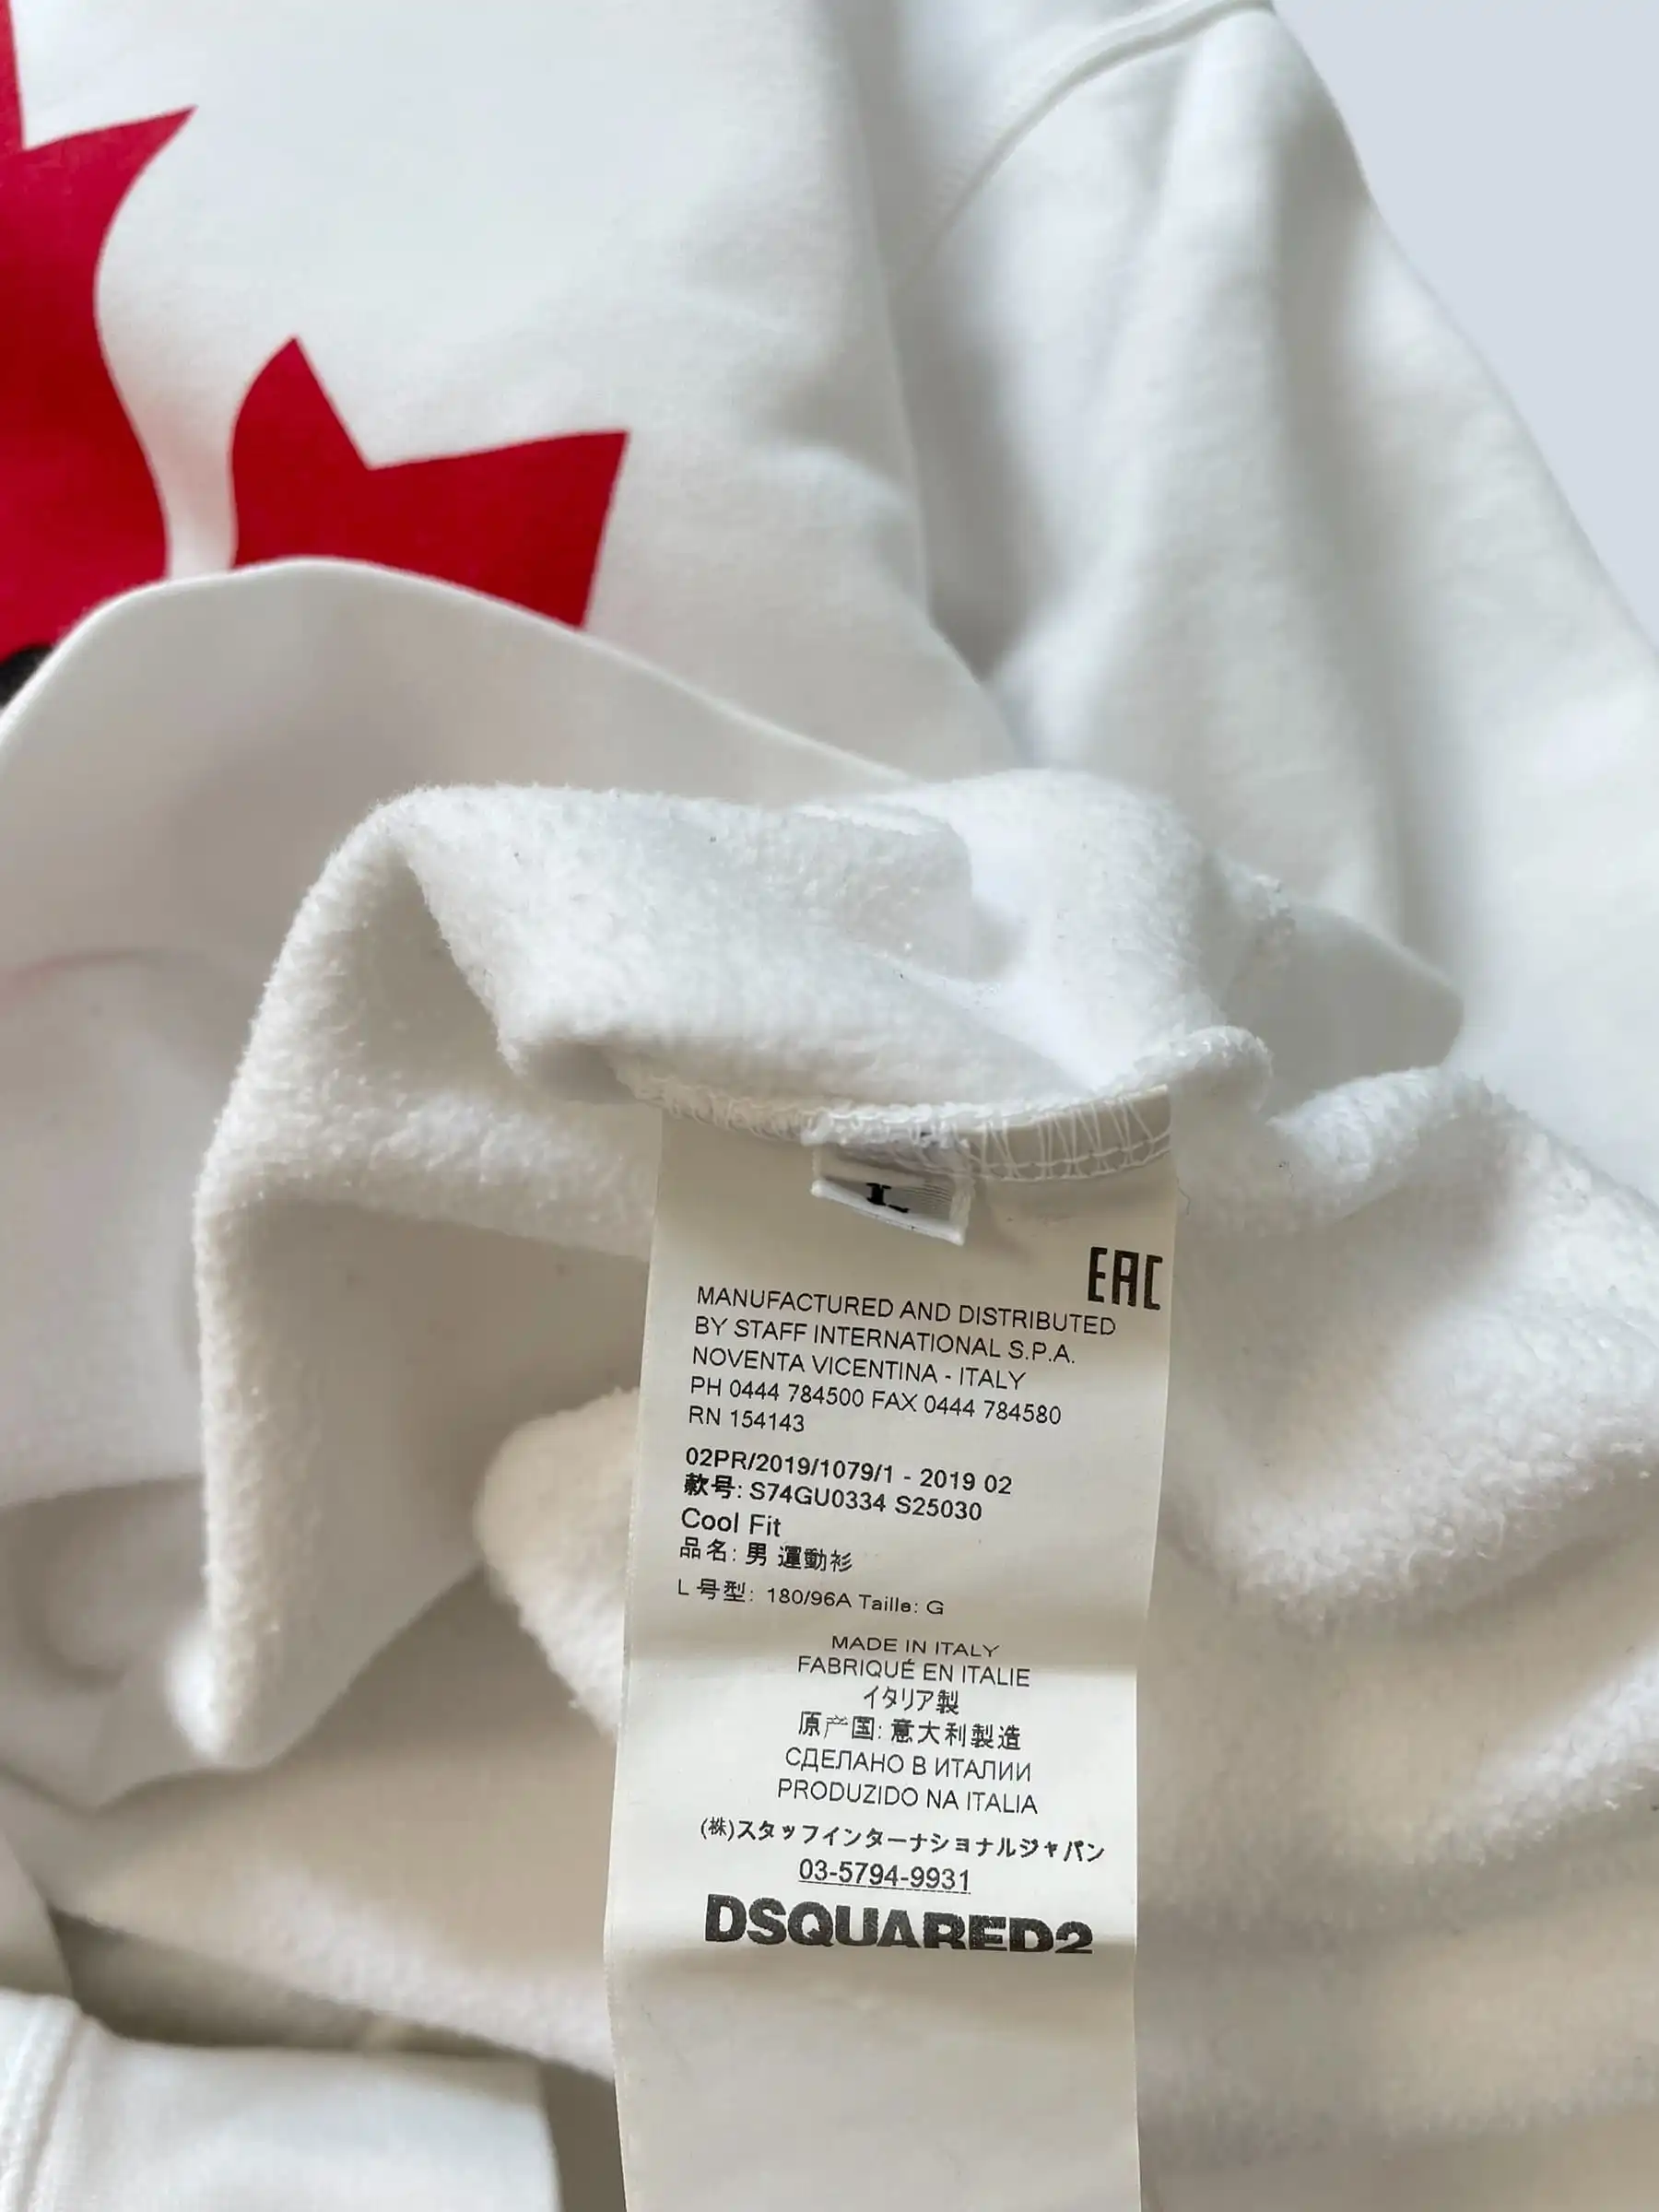 L
EAC
MANUFACTURED AND DISTRIBUTED
BY STAFF INTERNATIONAL S.P.A.
NOVENTA VICENTINA - ITALY
PH 0444 784500 FAX 0444 784580
RN 154143
02PR/2019/1079/1 - 2019 02
款号: S74GU0334 S25030
Cool Fit
品名: 男 運動衫
L 号型: 180/96A Taille: G
MADE IN ITALY
FABRIQUÉ EN ITALIE
イタリア製
原产国: 意大利製造
СДЕЛАНО В ИТАЛИИ
PRODUZIDO NA ITALIA
(株)スタッフインターナショナルジャパン
03-5794-9931
DSQUARED2